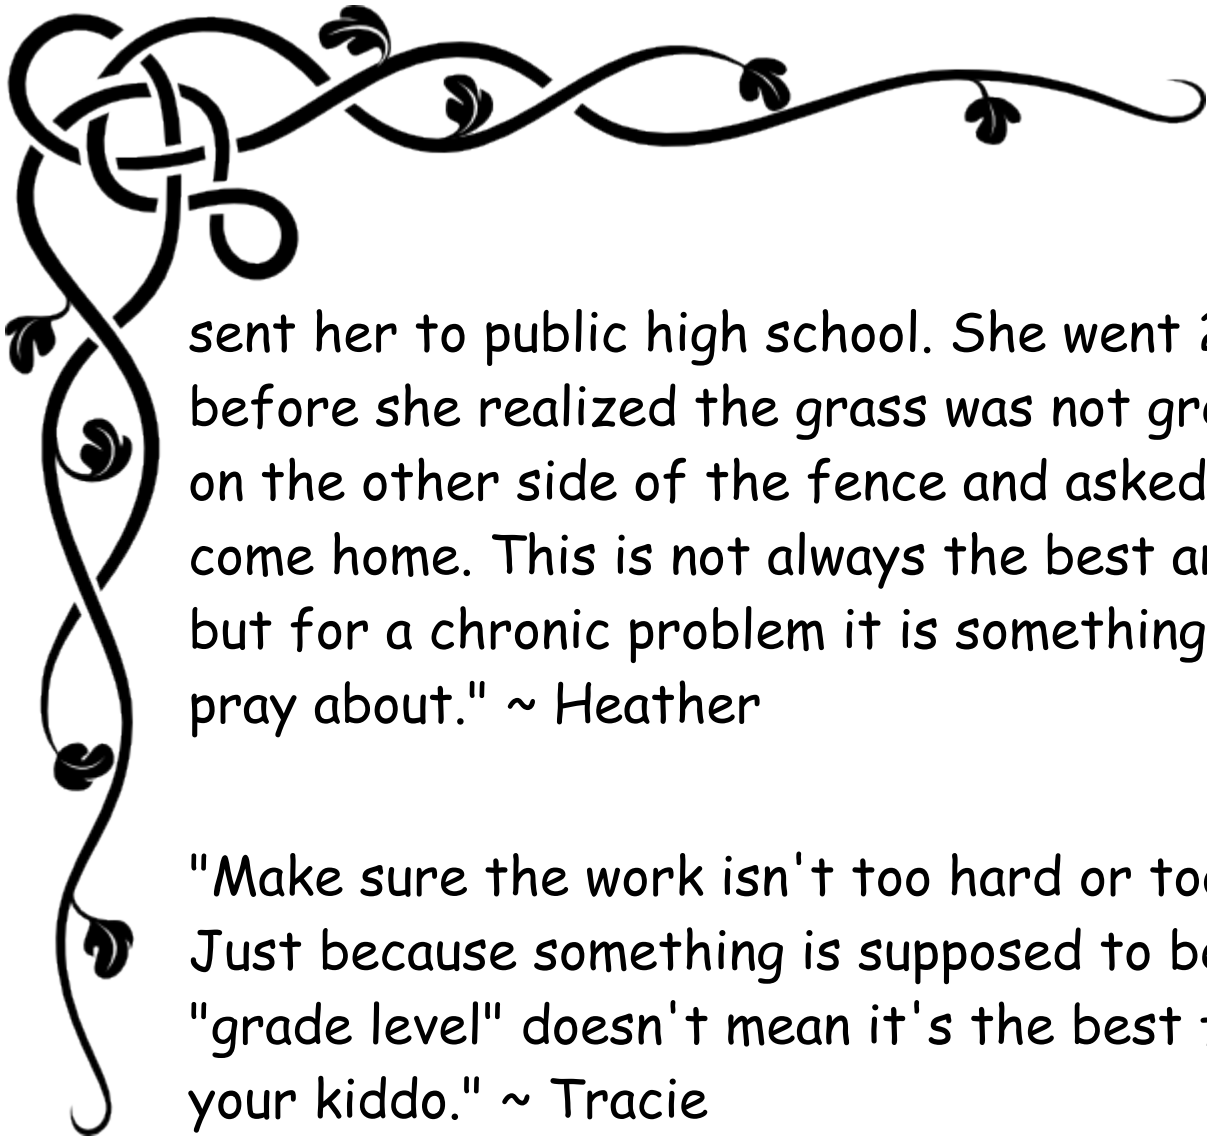 sent her to public high school. She went
before she realized the grass was not
on the other side of the fence and asked
come home. This is not always the best
but for a chronic problem it is something
pray about." ~ Heather
"Make sure the work isn't too hard or
Just because something is supposed to
"grade level" doesn't mean it's the best
your kiddo." ~ Tracie